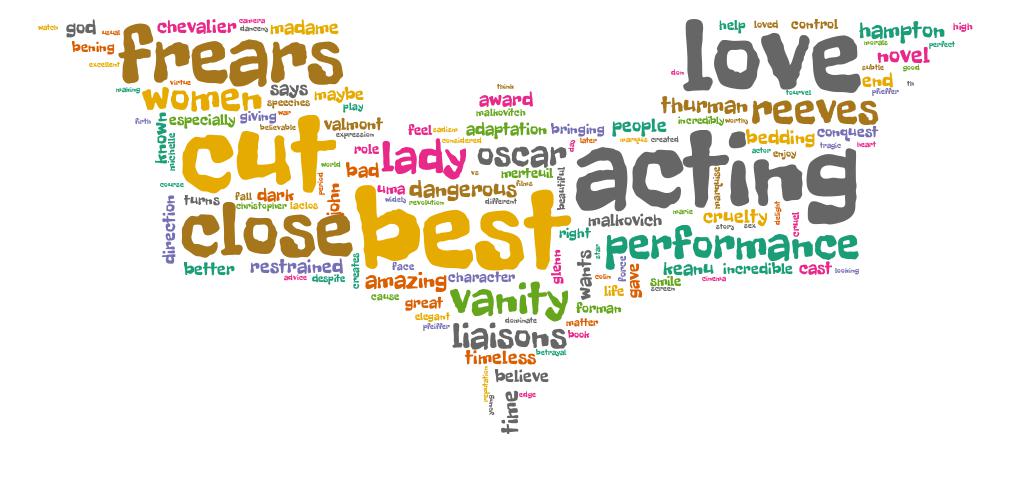 watch god usual chevalier camera dancena madame
bening
excellent
frears
love
help loved control hampton high
morals perfect
novel
don subtle good
end th
tourvel pfeiffer
virtue
making
women says maybe
speeches play
think
award
malkovitch
thurman reeves
incredibly worthy
firth especially giving war
believable
valmont
expression
feel sadism adaptation bringing people
considered day later marquis created
bedding conquest
actor enjoy tragic heart
known
michelle
cut
role lady oscar acting
world
bad
vs merteuil
course
uma dangerous films
widely revolution different
beautiful
turns fall dark
period
john
christopher laclos
direction
close best
malkovich marie
marquise
cruelty
story sex
delight
cruel
right
performance
star
better restrained
advice despite
creates
face
glenn
wants
force
gave
keanu incredible cast looking
cinema
amazing character
colin
smile
screen
life
cause great vanity
forman
elegant
dominate matter
pfeiffer
liaisons book
timeless betrayal
reputation
believe
young
time
edge